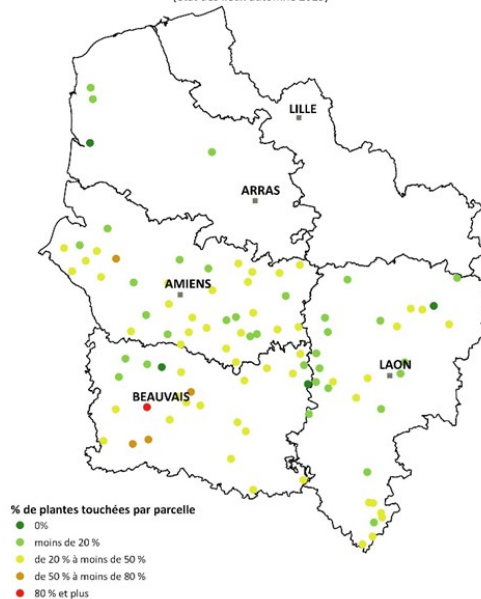 LILLE
ARRAS
AMIENS
LAON
BEAUVAIS
% de plantes touchées par parcelle
0%
moins de 20 %
de 20 % à moins de 50 %
de 50 % à moins de 80 %
80 % et plus